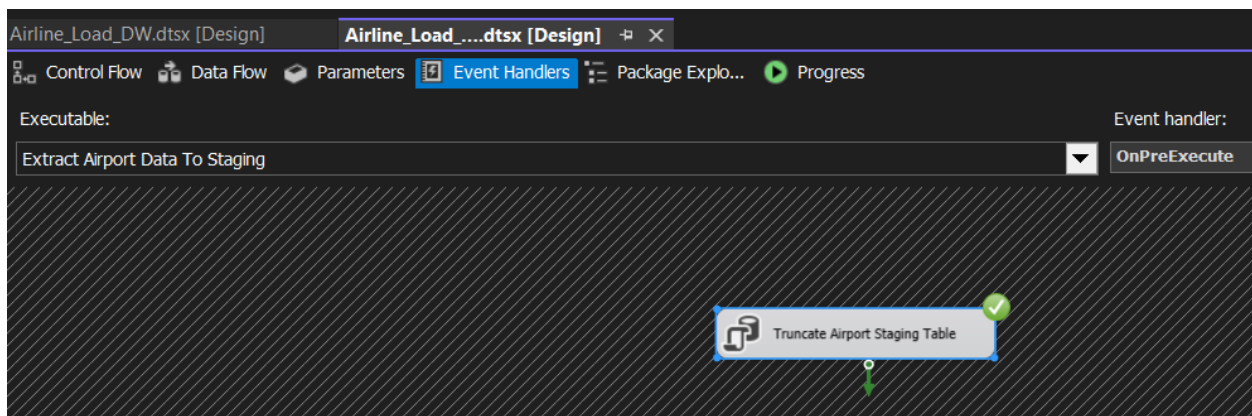 Airline_Load_DW.dtsx [Design] Airline_Load_....dtsx [Design]
Control Flow Data Flow Parameters Event Handlers Package Explo... Progress
Executable: Event handler:
Extract Airport Data To Staging OnPreExecute
Truncate Airport Staging Table